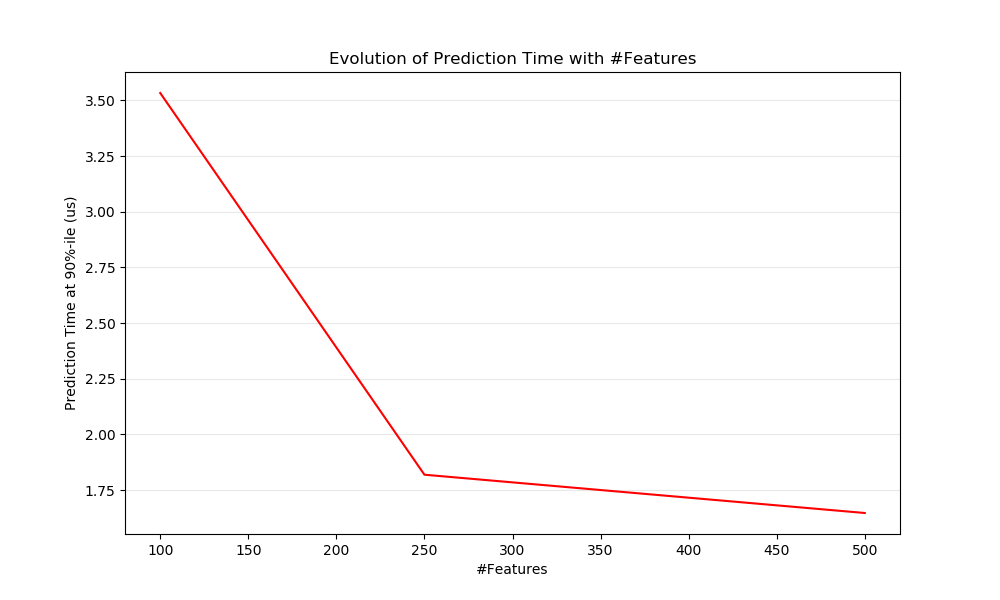 Evolution of Prediction Time with #Features
Prediction Time at 90%-ile (us)
3.50
3.25
3.00
2.75
2.50
2.25
2.00
1.75
100 150 200 250 300 350 400 450 500
#Features